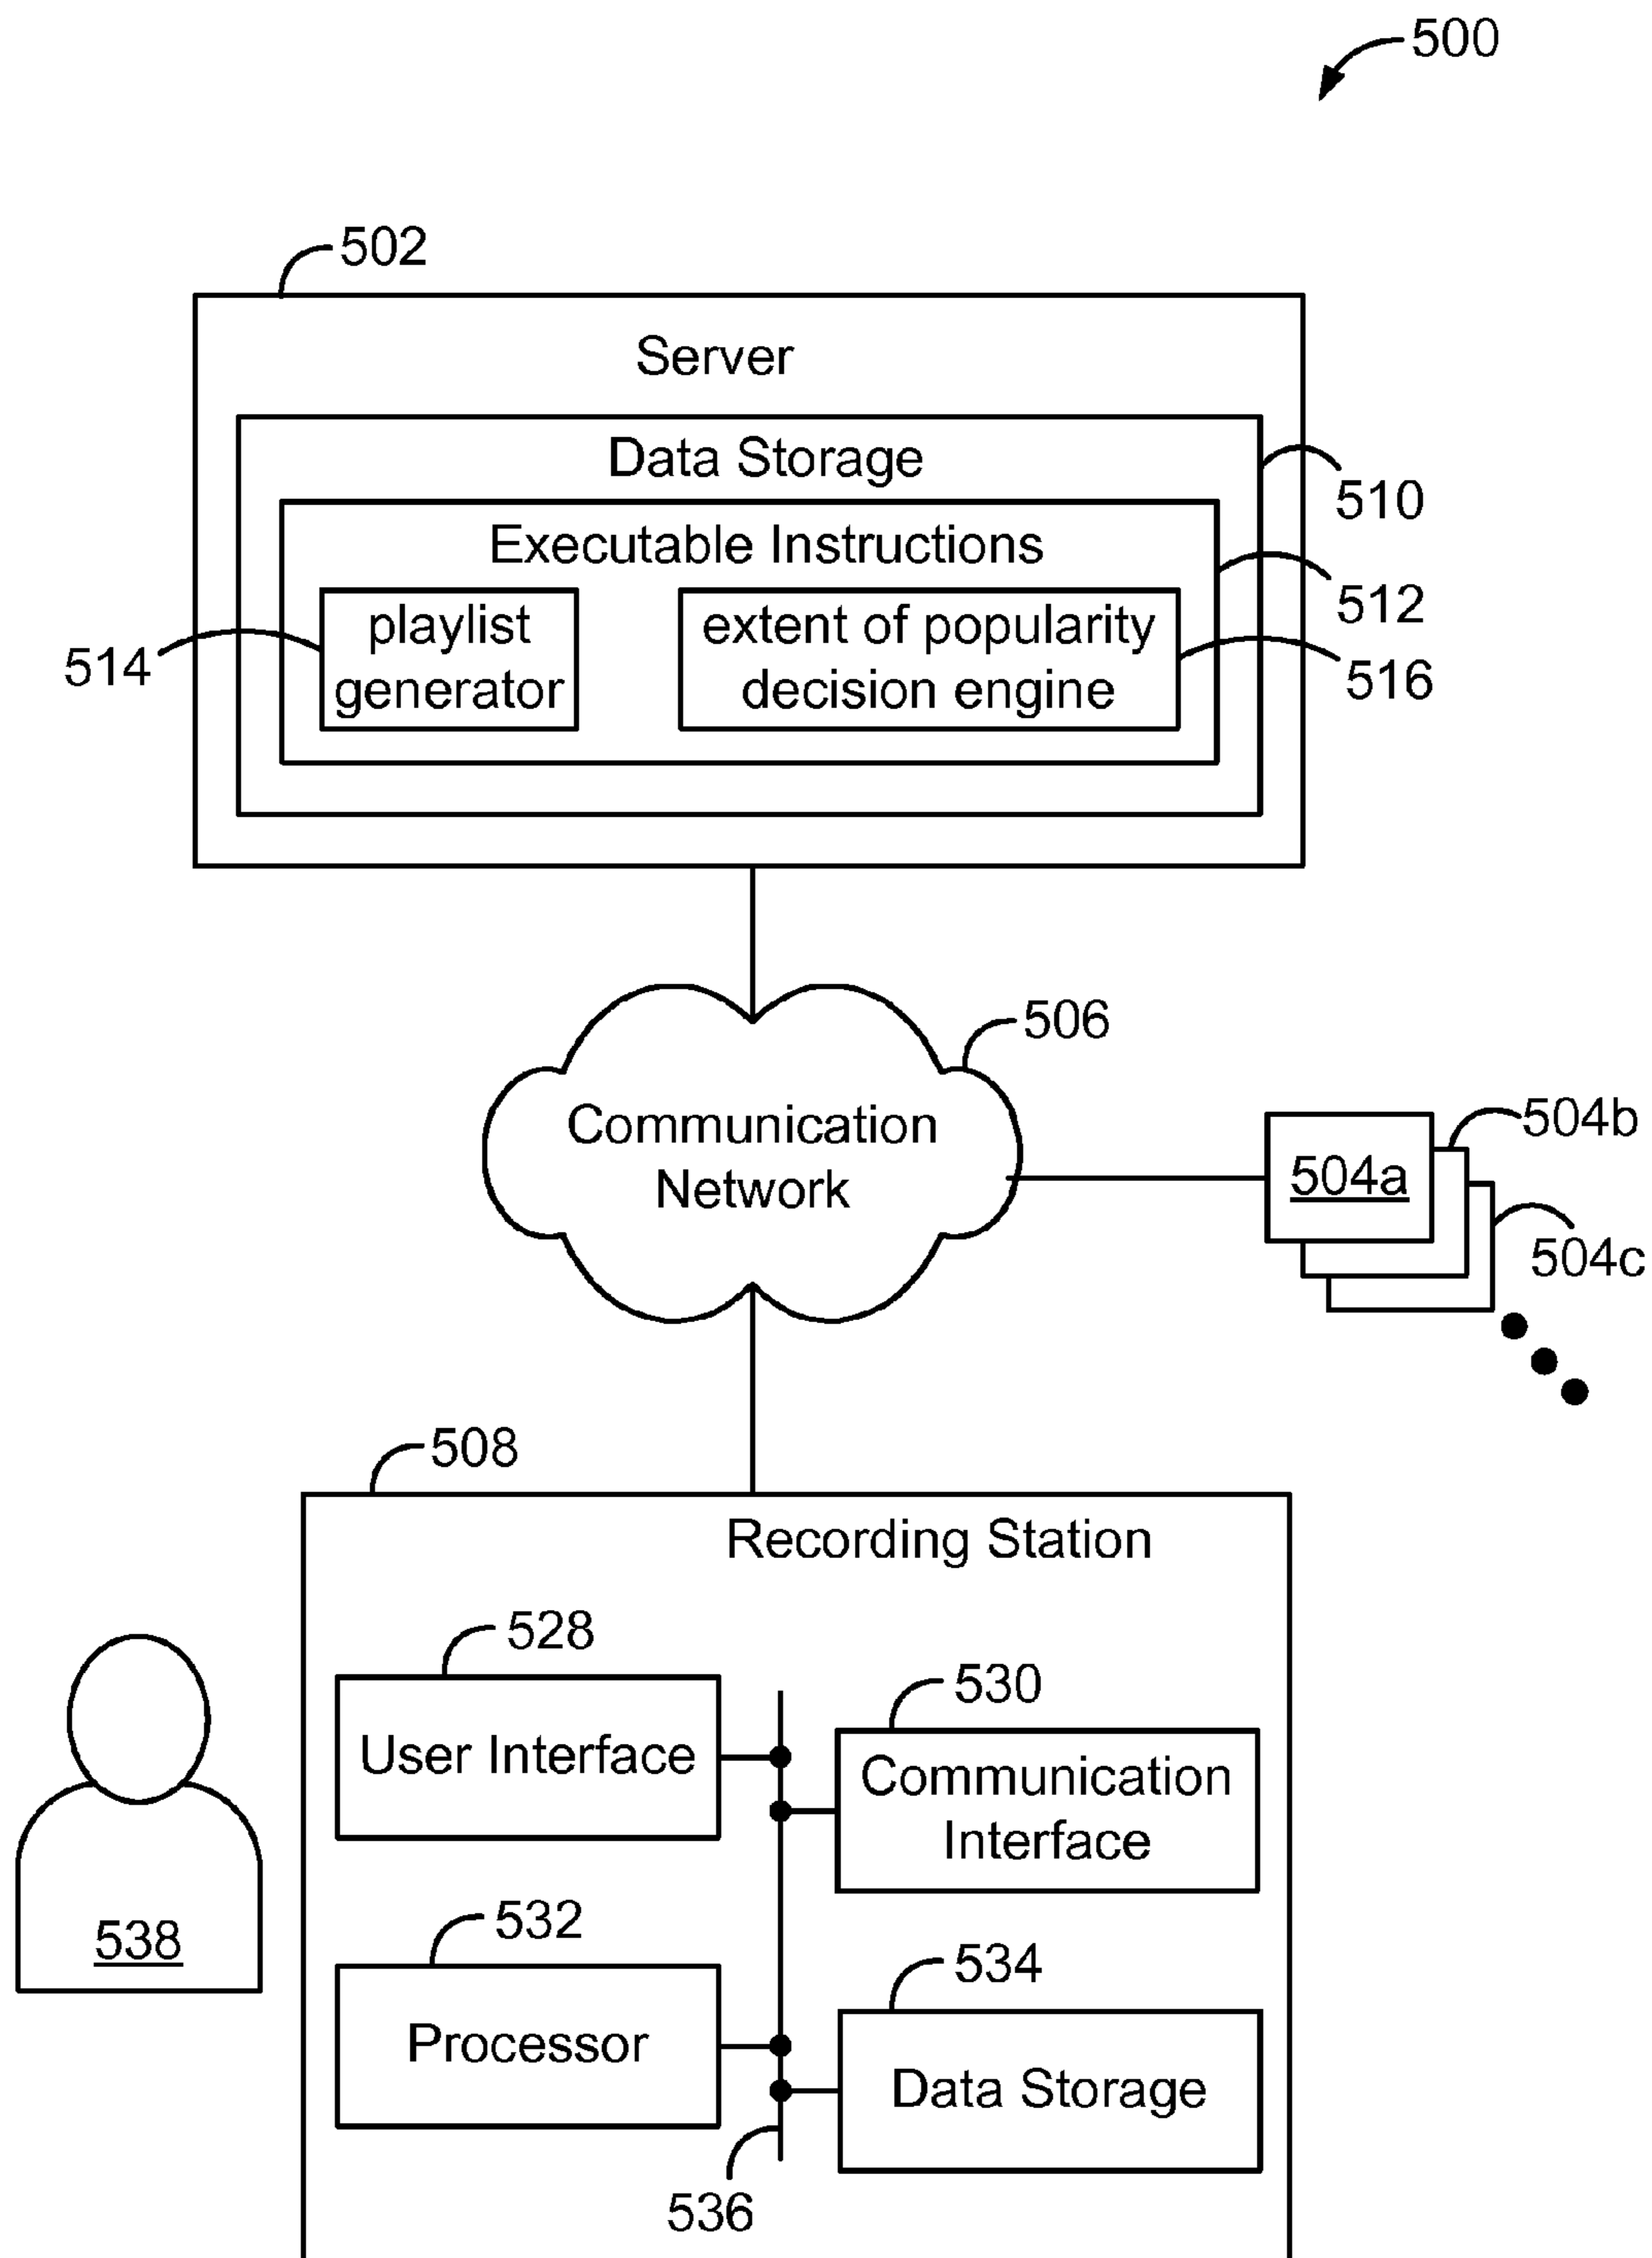 500
502
Server
Data Storage
510
Executable Instructions
512
playlist
generator
extent of popularity
decision engine
514
516
506
Communication
Network
504b
504a
504c
508
Recording Station
528
530
User Interface
Communication
Interface
532
534
538
Processor
Data Storage
536